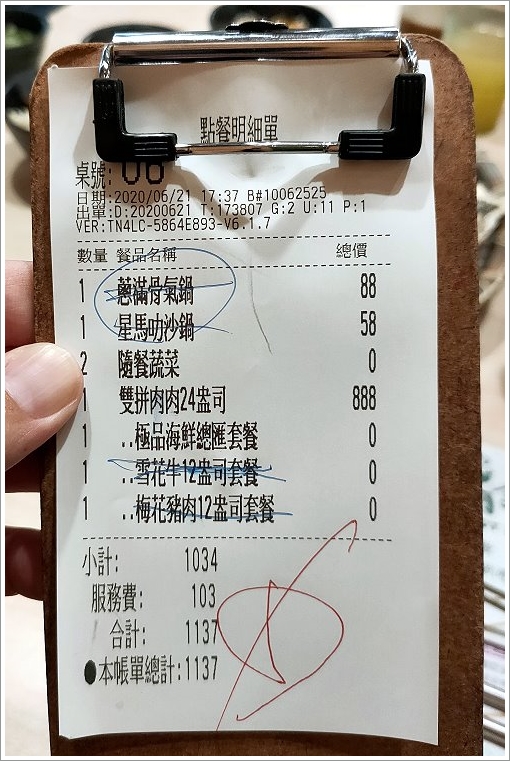 點餐明細單
桌號: 06
日期:2020/06/21 17:37 B#10062525
出單:D:20200621 T:173807 G:2 U:11 P:1
VER:TN4LC-5864E893-V6.1.7
數量 餐品名稱 總價
1 蔥滿骨氣鍋 88
1 星馬叻沙鍋 58
2 隨餐蔬菜 0
1 雙拼肉肉24盎司 888
1 ..極品海鮮總匯套餐 0
1 ..雪花牛12盎司套餐 0
1 ..梅花豬肉12盎司套餐 0
小計: 1034
服務費: 103
合計: 1137
●本帳單總計:1137